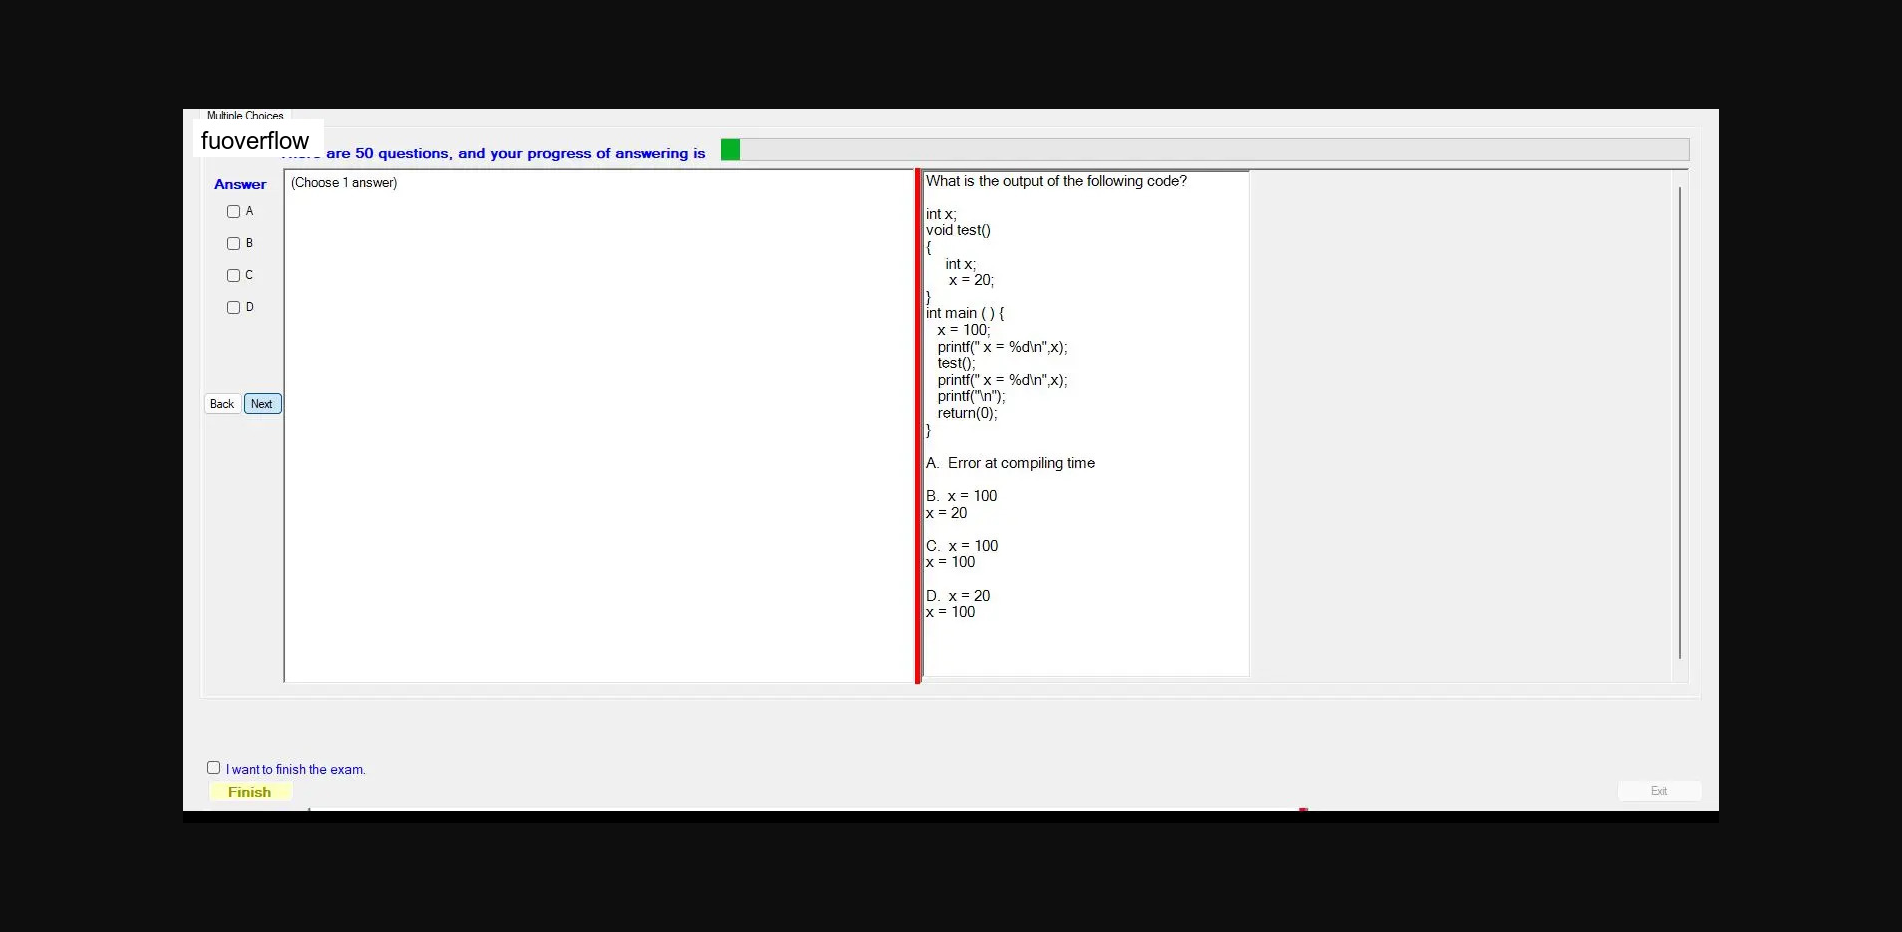 Multiple Choices
fuoverflow
are 50 questions, and your progress of answering is
Answer
(Choose 1 answer)
A
B
C
D
Back
Next
What is the output of the following code?
int x;
void test()
{
int x;
x = 20;
}
int main ( ) {
x = 100;
printf(" x = %d\n",x);
test();
printf(" x = %d\n",x);
printf("\n");
return(0);
}
A. Error at compiling time
B. x = 100
x = 20
C. x = 100
x = 100
D. x = 20
x = 100
I want to finish the exam.
Finish
Exit